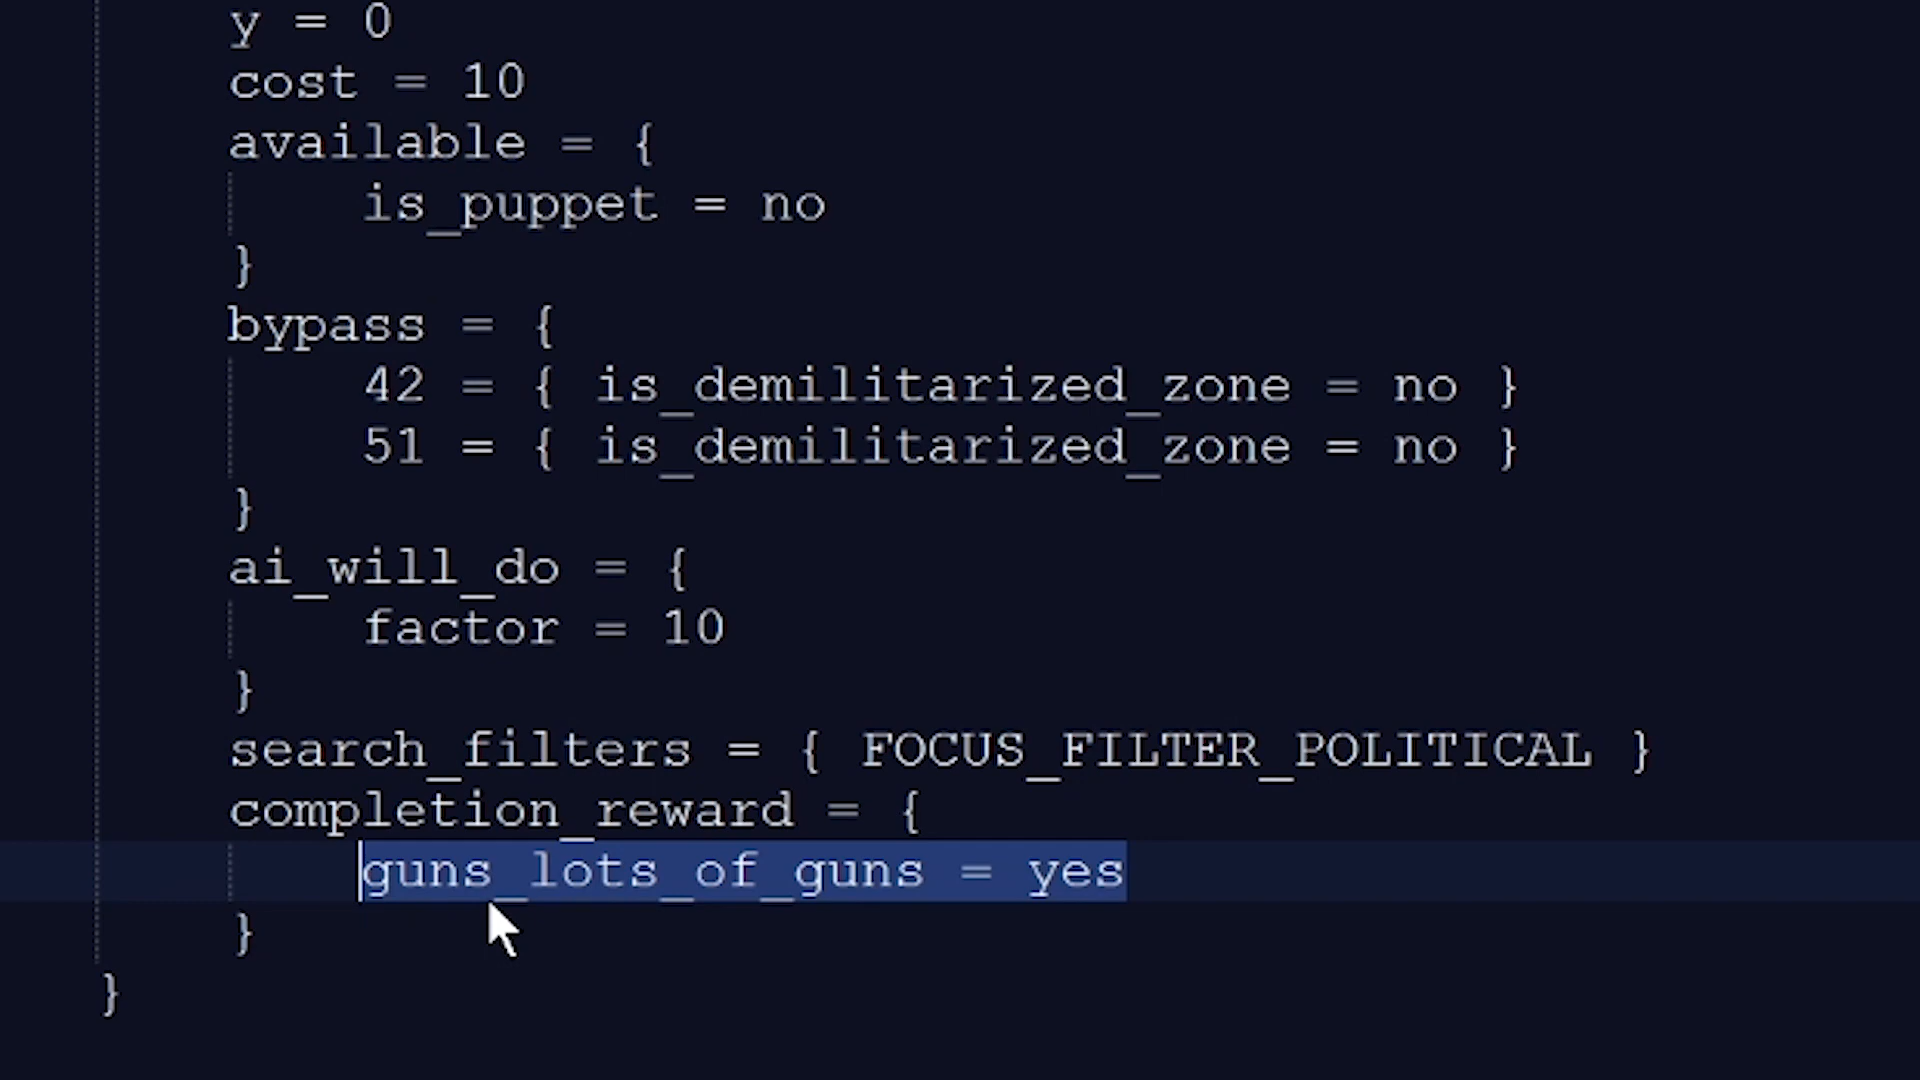 y = 0
cost = 10
available = {
is_puppet = no
}
bypass = {
42 = { is_demilitarized_zone = no }
51 = { is_demilitarized_zone = no }
}
ai_will_do = {
factor = 10
}
search_filters = { FOCUS_FILTER_POLITICAL }
completion_reward = {
guns_lots_of_guns = yes
}
}